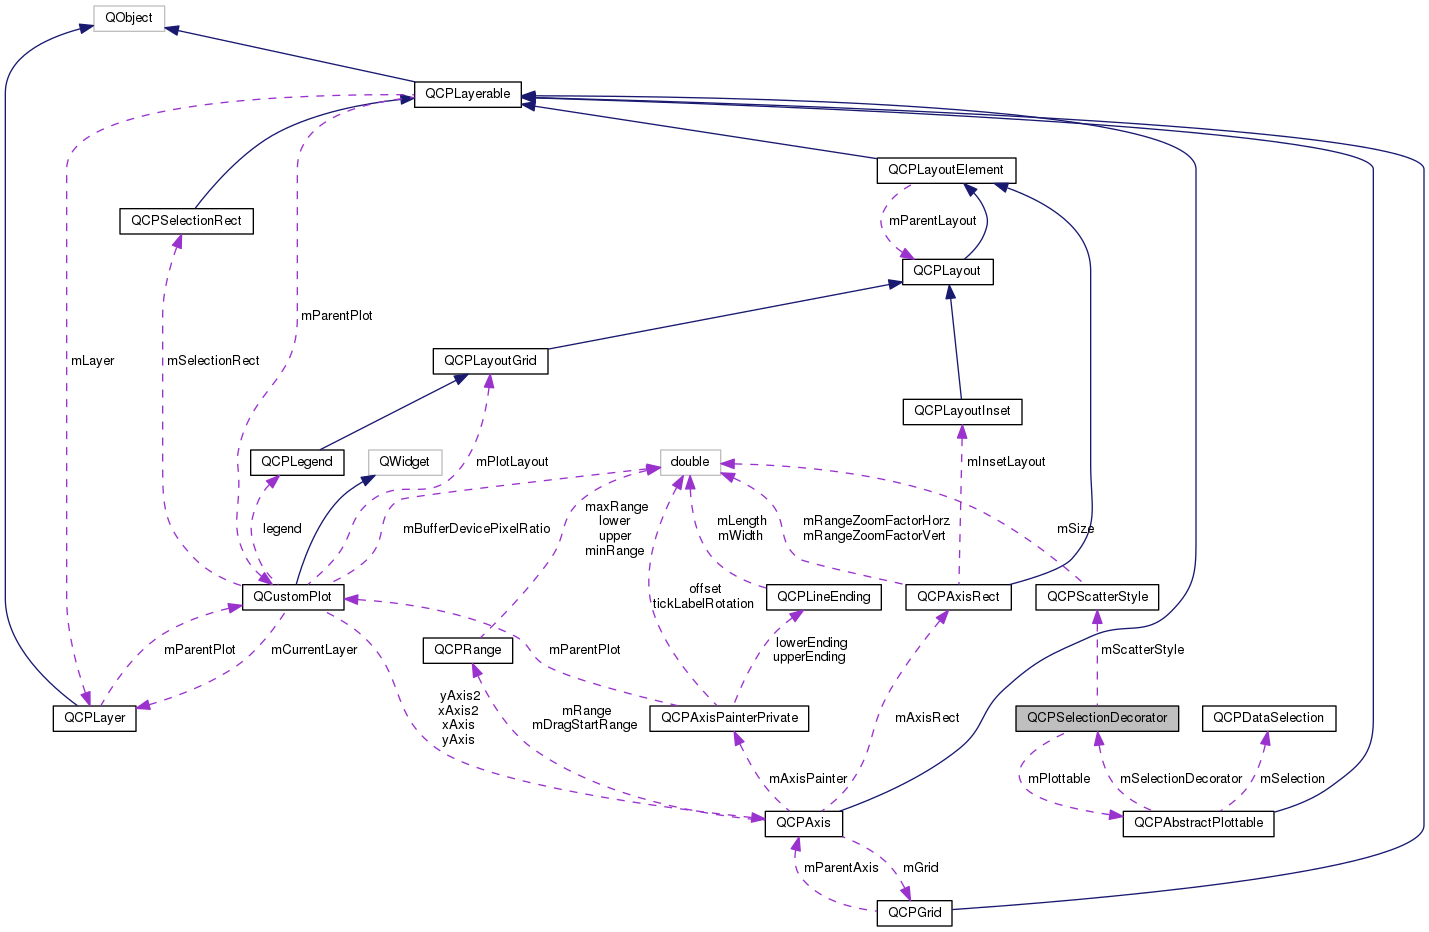 QObject
QCPLayerable
QCPLayoutElement
QCPSelectionRect
mParentLayout
QCPLayout
mParentPlot
mLayer
mSelectionRect
QCPLayoutGrid
QCPLayoutInset
QCPLegend
QWidget
mPlotLayout
double
mInsetLayout
legend
mBufferDevicePixelRatio
maxRange
lower
upper
minRange
mLength
mWidth
mRangeZoomFactorHorz
mRangeZoomFactorVert
mSize
QCustomPlot
offset
tickLabelRotation
QCPLineEnding
QCPAxisRect
QCPScatterStyle
mParentPlot
mCurrentLayer
QCPRange
mParentPlot
lowerEnding
upperEnding
mScatterStyle
QCPLayer
yAxis2
xAxis2
xAxis
yAxis
mRange
mDragStartRange
QCPAxisPainterPrivate
mAxisRect
QCPSelectionDecorator
QCPDataSelection
mAxisPainter
mPlottable
mSelectionDecorator
mSelection
QCPAxis
QCPAbstractPlottable
mParentAxis
mGrid
QCPGrid